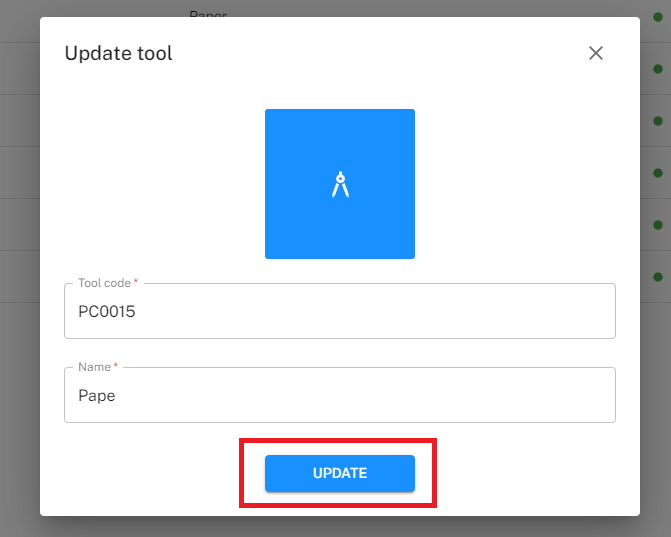 Paper
Update tool
Tool code *
PC0015
Name *
Pape
UPDATE